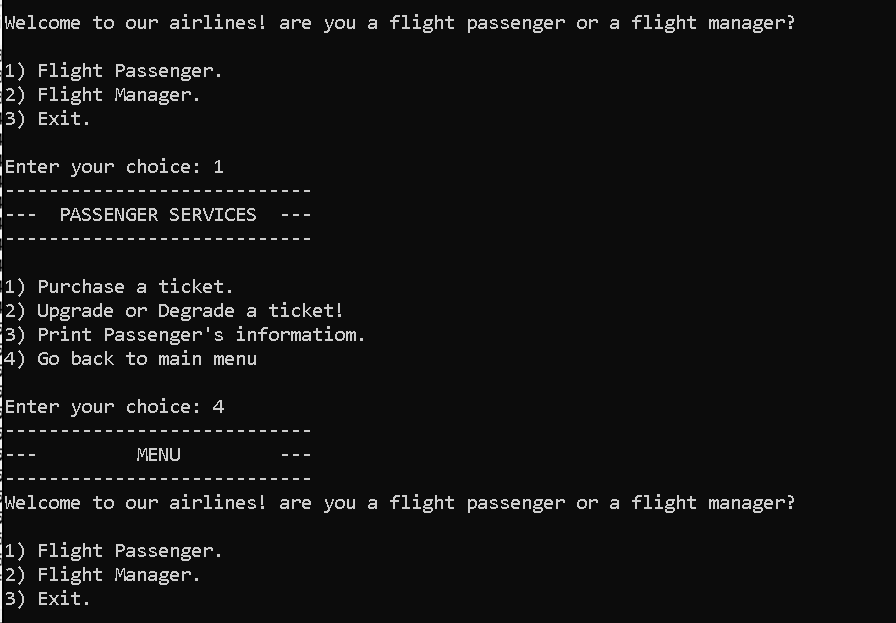 Welcome to our airlines! are you a flight passenger or a flight manager?
1) Flight Passenger.
2) Flight Manager.
3) Exit.
Enter your choice: 1
----------------------------
---  PASSENGER SERVICES  ---
----------------------------
1) Purchase a ticket.
2) Upgrade or Degrade a ticket!
3) Print Passenger's informatiom.
4) Go back to main menu
Enter your choice: 4
----------------------------
---         MENU         ---
----------------------------
Welcome to our airlines! are you a flight passenger or a flight manager?
1) Flight Passenger.
2) Flight Manager.
3) Exit.